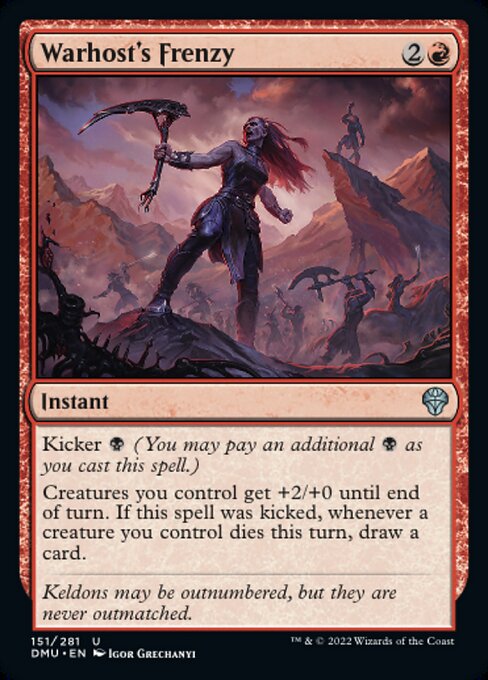 Warhost's Frenzy 2
Instant
Kicker (You may pay an additional as
you cast this spell.)
Creatures you control get +2/+0 until end
of turn. If this spell was kicked, whenever a
creature you control dies this turn, draw a
card.
Keldons may be outnumbered, but they are
never outmatched.
151/281 U
DMU • EN Igor Grechanyi
™ & © 2022 Wizards of the Coast